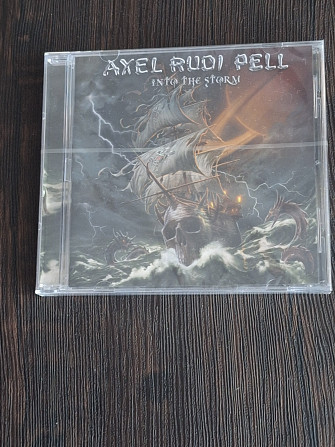 AXEL RUDI PELL
INTO THE STORM